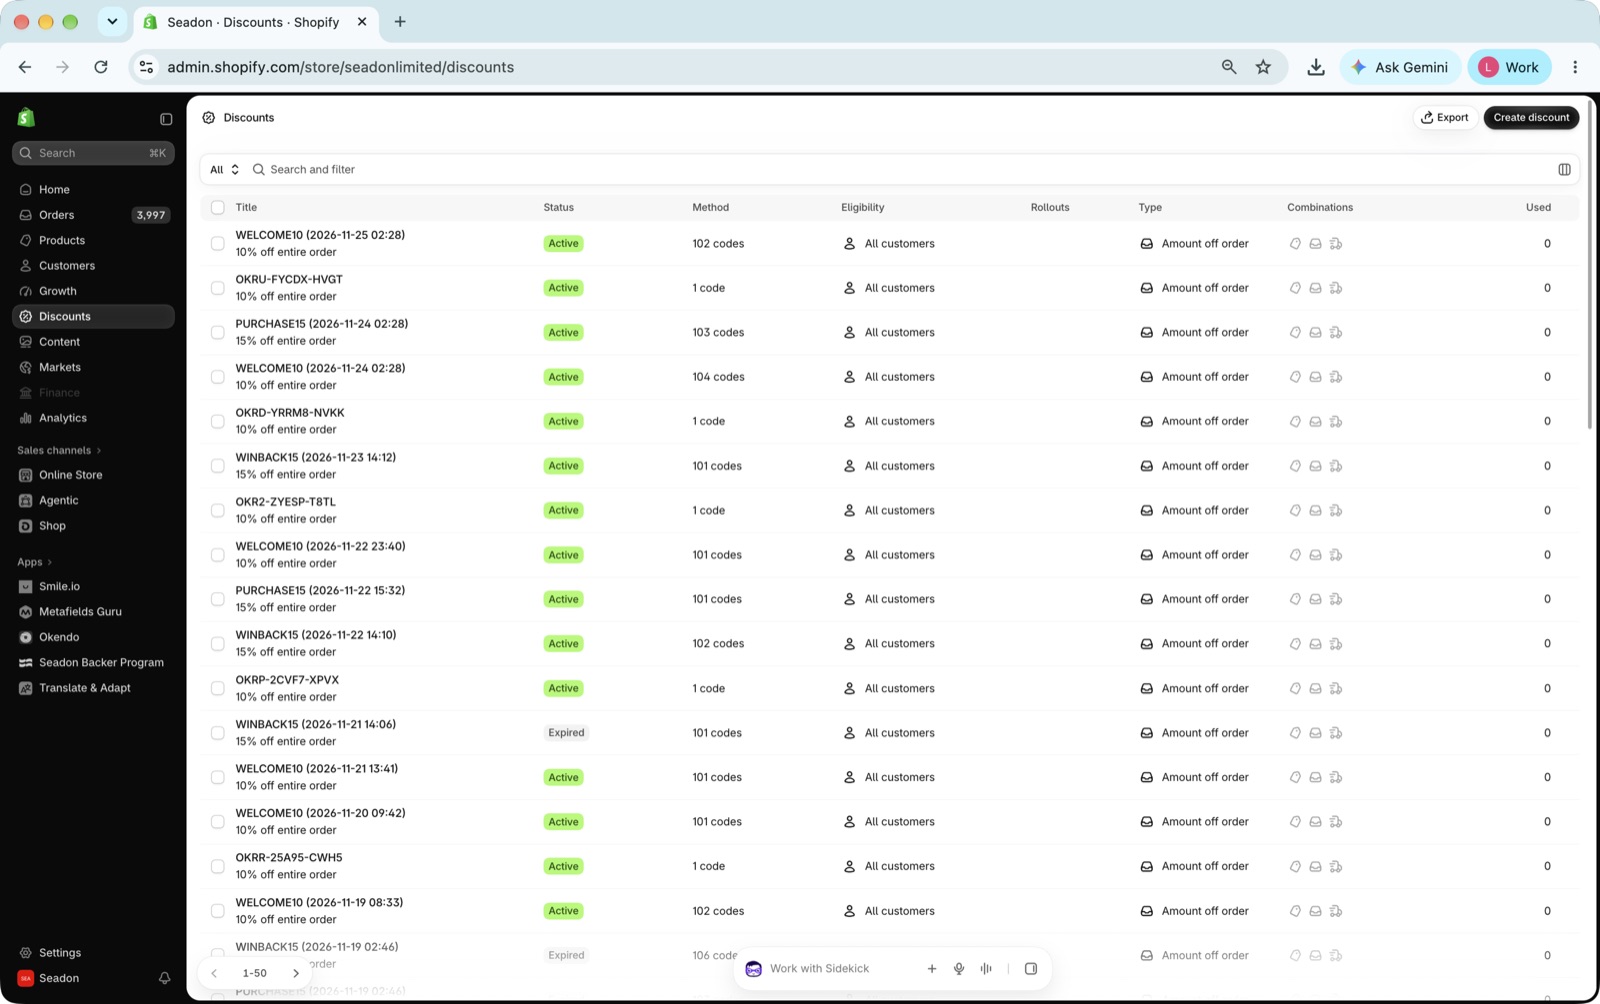 Seadon · Discounts · Shopify
admin.shopify.com/store/seadonlimited/discounts
Ask Gemini
L Work
Search ⌘K
Home
Orders 3,997
Products
Customers
Growth
Discounts
Content
Markets
Finance
Analytics
Sales channels
Online Store
Agentic
Shop
Apps
Smile.io
Metafields Guru
Okendo
Seadon Backer Program
Translate & Adapt
Settings
SEA Seadon
Discounts
Export
Create discount
All Search and filter
Title Status Method Eligibility Rollouts Type Combinations Used
WELCOME10 (2026-11-25 02:28)
10% off entire order
Active 102 codes All customers Amount off order 0
OKRU-FYCDX-HVGT
10% off entire order
Active 1 code All customers Amount off order 0
PURCHASE15 (2026-11-24 02:28)
15% off entire order
Active 103 codes All customers Amount off order 0
WELCOME10 (2026-11-24 02:28)
10% off entire order
Active 104 codes All customers Amount off order 0
OKRD-YRRM8-NVKK
10% off entire order
Active 1 code All customers Amount off order 0
WINBACK15 (2026-11-23 14:12)
15% off entire order
Active 101 codes All customers Amount off order 0
OKR2-ZYESP-T8TL
10% off entire order
Active 1 code All customers Amount off order 0
WELCOME10 (2026-11-22 23:40)
10% off entire order
Active 101 codes All customers Amount off order 0
PURCHASE15 (2026-11-22 15:32)
15% off entire order
Active 101 codes All customers Amount off order 0
WINBACK15 (2026-11-22 14:10)
15% off entire order
Active 102 codes All customers Amount off order 0
OKRP-2CVF7-XPVX
10% off entire order
Active 1 code All customers Amount off order 0
WINBACK15 (2026-11-21 14:06)
15% off entire order
Expired 101 codes All customers Amount off order 0
WELCOME10 (2026-11-21 13:41)
10% off entire order
Active 101 codes All customers Amount off order 0
WELCOME10 (2026-11-20 09:42)
10% off entire order
Active 101 codes All customers Amount off order 0
OKRR-25A95-CWH5
10% off entire order
Active 1 code All customers Amount off order 0
WELCOME10 (2026-11-19 08:33)
10% off entire order
Active 102 codes All customers Amount off order 0
WINBACK15 (2026-11-19 02:46)
order
Expired 106 code All customers Amount off order 0
PURCHASE15 (2026-11-19 02:46)
1-50
Work with Sidekick